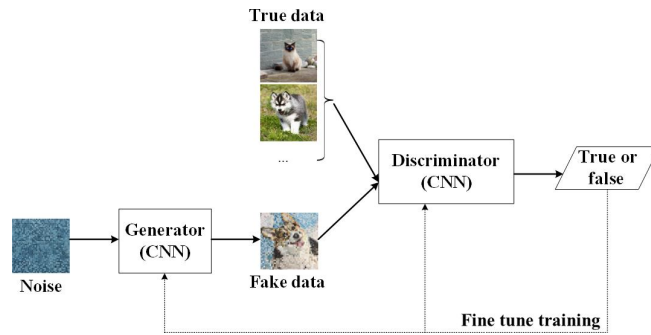 True data
...
Discriminator
(CNN)
True or
false
Generator
(CNN)
Noise
Fake data
Fine tune training